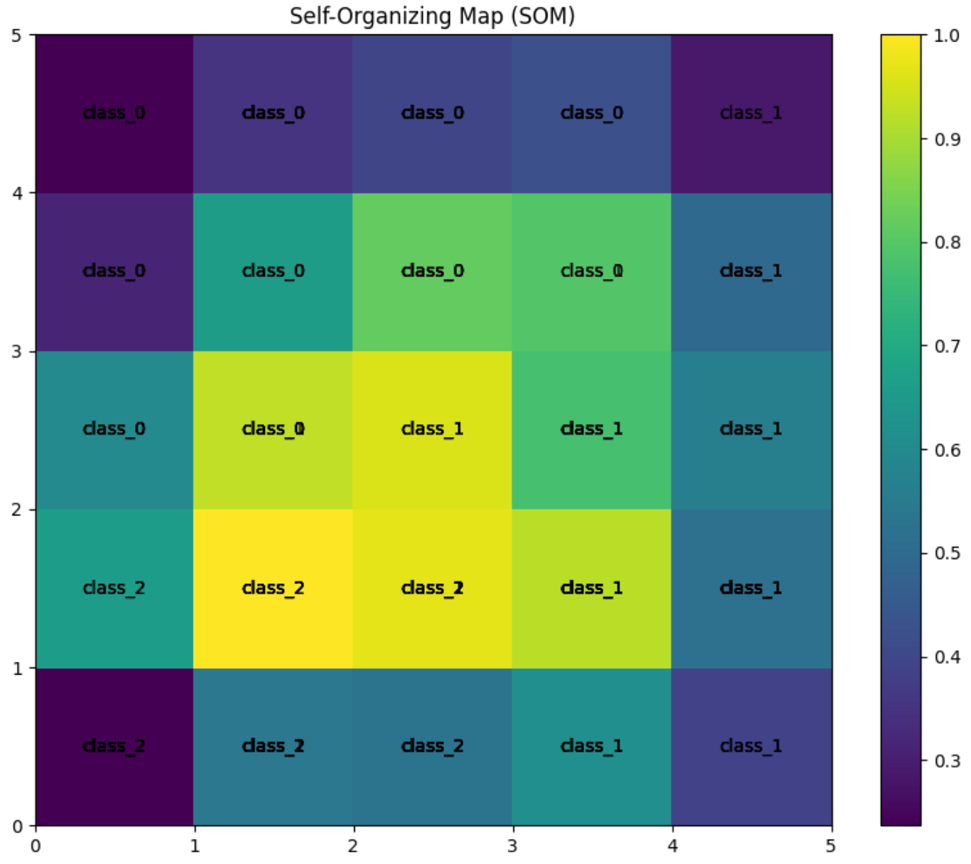 Self-Organizing Map (SOM)
5
1.0
class_0 class_0 class_0 class_0 class_1
0.9
4
0.8
class_0 class_0 class_0 class_1
3
0.7
class_0 class_1 class_1 class_1
0.6
2
0.5
class_2 class_2 class_1 class_1
1
0.4
class_2 class_2 class_1 class_1
0.3
0
0 1 2 3 4 5